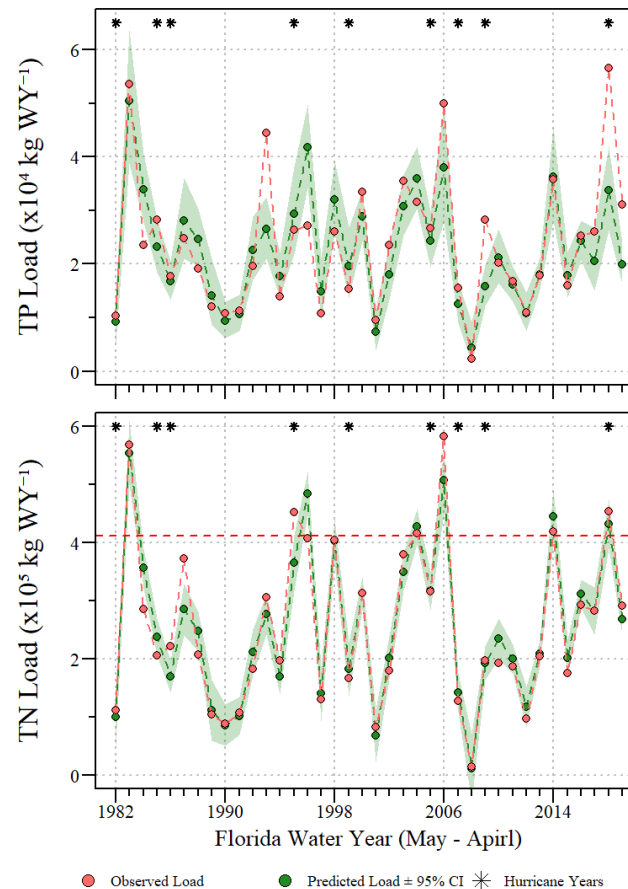 6
4
2
0
TP Load (x10⁴ kg WY⁻¹)
6
4
2
0
TN Load (x10⁵ kg WY⁻¹)
1982 1990 1998 2006 2014
Florida Water Year (May - Apirl)
Observed Load Predicted Load ± 95% CI Hurricane Years